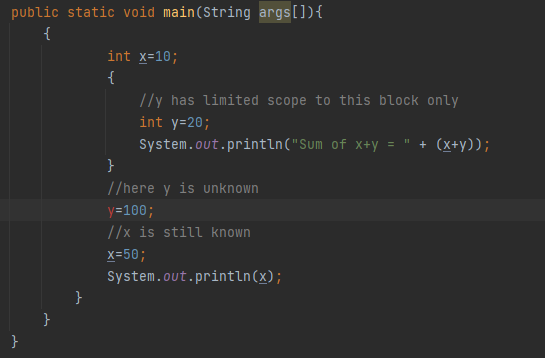 public static void main(String args[]){
{
int x=10;
{
//y has limited scope to this block only
int y=20;
System.out.println("Sum of x+y = " + (x+y));
}
//here y is unknown
y=100;
//x is still known
x=50;
System.out.println(x);
}
}
}